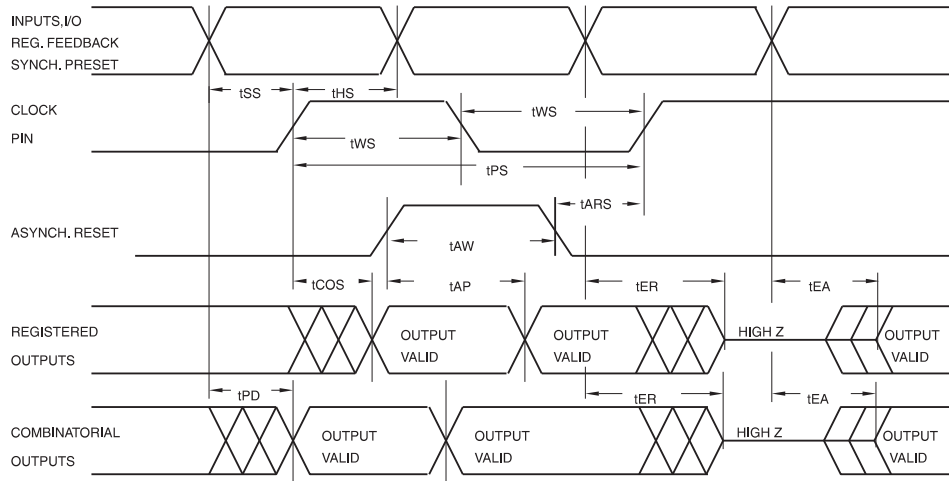 INPUTS,I/O
REG. FEEDBACK
SYNCH. PRESET
tSS
tHS
CLOCK
PIN
tWS
tWS
tPS
tARS
ASYNCH. RESET
tAW
tCOS
tAP
tER
tEA
REGISTERED
OUTPUTS
OUTPUT
VALID
OUTPUT
VALID
HIGH Z
OUTPUT
VALID
tPD
tER
tEA
COMBINATORIAL
OUTPUTS
OUTPUT
VALID
OUTPUT
VALID
HIGH Z
OUTPUT
VALID